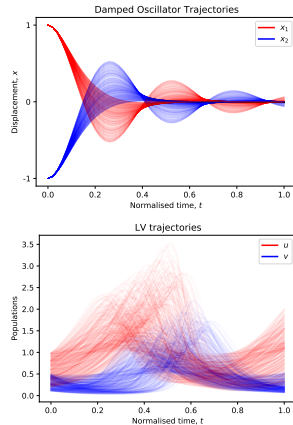 Damped Oscillator Trajectories
x₁
x₂
Displacement, x
1
0
-1
0.0 0.2 0.4 0.6 0.8 1.0
Normalised time, t
LV trajectories
u
v
Populations
3.5
3.0
2.5
2.0
1.5
1.0
0.5
0.0
0.0 0.2 0.4 0.6 0.8 1.0
Normalised time, t